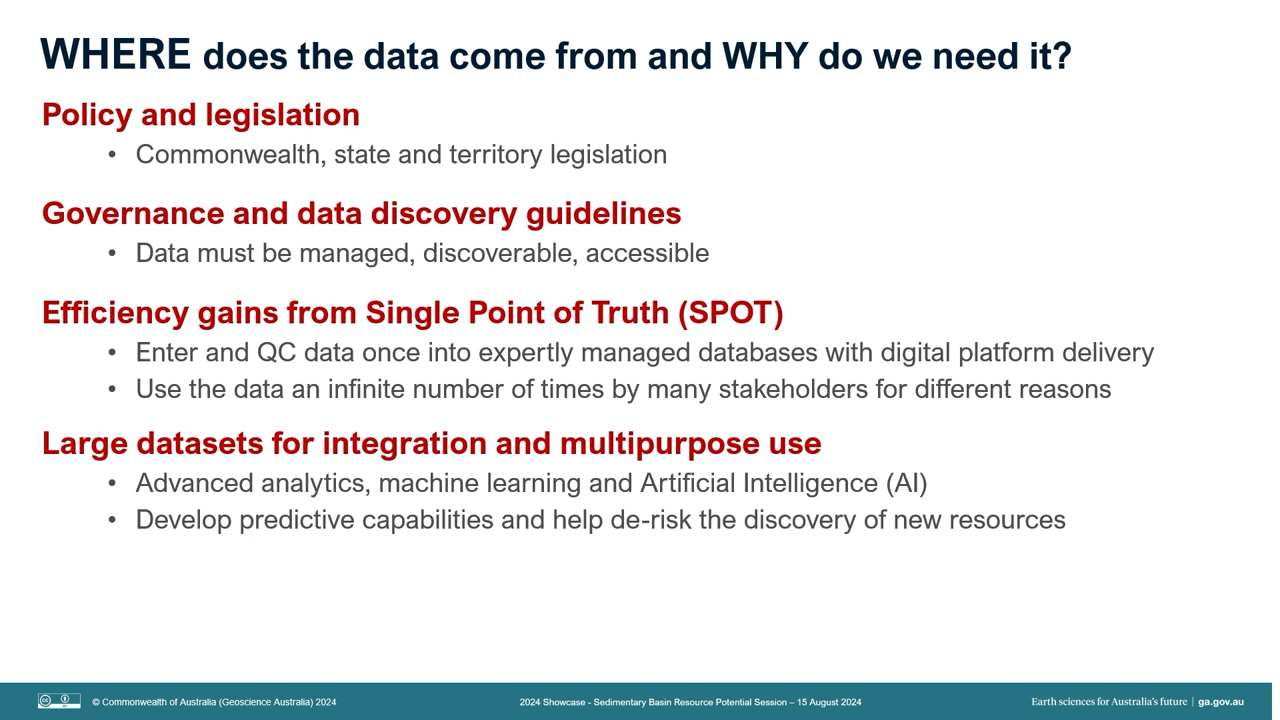 WHERE does the data come from and WHY do we need it?
Policy and legislation
• Commonwealth, state and territory legislation
Governance and data discovery guidelines
• Data must be managed, discoverable, accessible
Efficiency gains from Single Point of Truth (SPOT)
• Enter and QC data once into expertly managed databases with digital platform delivery
• Use the data an infinite number of times by many stakeholders for different reasons
Large datasets for integration and multipurpose use
• Advanced analytics, machine learning and Artificial Intelligence (AI)
• Develop predictive capabilities and help de-risk the discovery of new resources
cc BY © Commonwealth of Australia (Geoscience Australia) 2024
2024 Showcase - Sedimentary Basin Resource Potential Session – 15 August 2024
Earth sciences for Australia's future | ga.gov.au